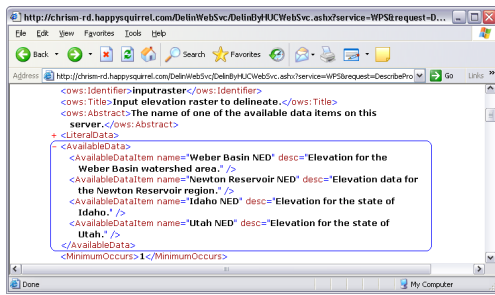 http://chrism-rd.happysquirrel.com/DelinWebSvc/DelinByHUCWebSvc.ashx?service=WPS&request=D...
File Edit View Favorites Tools Help
Back Search Favorites
Address http://chrism-rd.happysquirrel.com/DelinWebSvc/DelinByHUCWebSvc.ashx?service=WPS&request=DescribePro Go Links »
<ows:Identifier>inputraster</ows:Identifier>
<ows:Title>Input elevation raster to delineate.</ows:Title>
<ows:Abstract>The name of one of the available data items on this
server.</ows:Abstract>
+ <LiteralData>
- <AvailableData>
<AvailableDataItem name="Weber Basin NED" desc="Elevation for the
Weber Basin watershed area." />
<AvailableDataItem name="Newton Reservoir NED" desc="Elevation data for
the Newton Reservoir region." />
<AvailableDataItem name="Idaho NED" desc="Elevation for the state of
Idaho." />
<AvailableDataItem name="Utah NED" desc="Elevation for the state of
Utah." />
</AvailableData>
<MinimumOccurs>1</MinimumOccurs>
Done My Computer